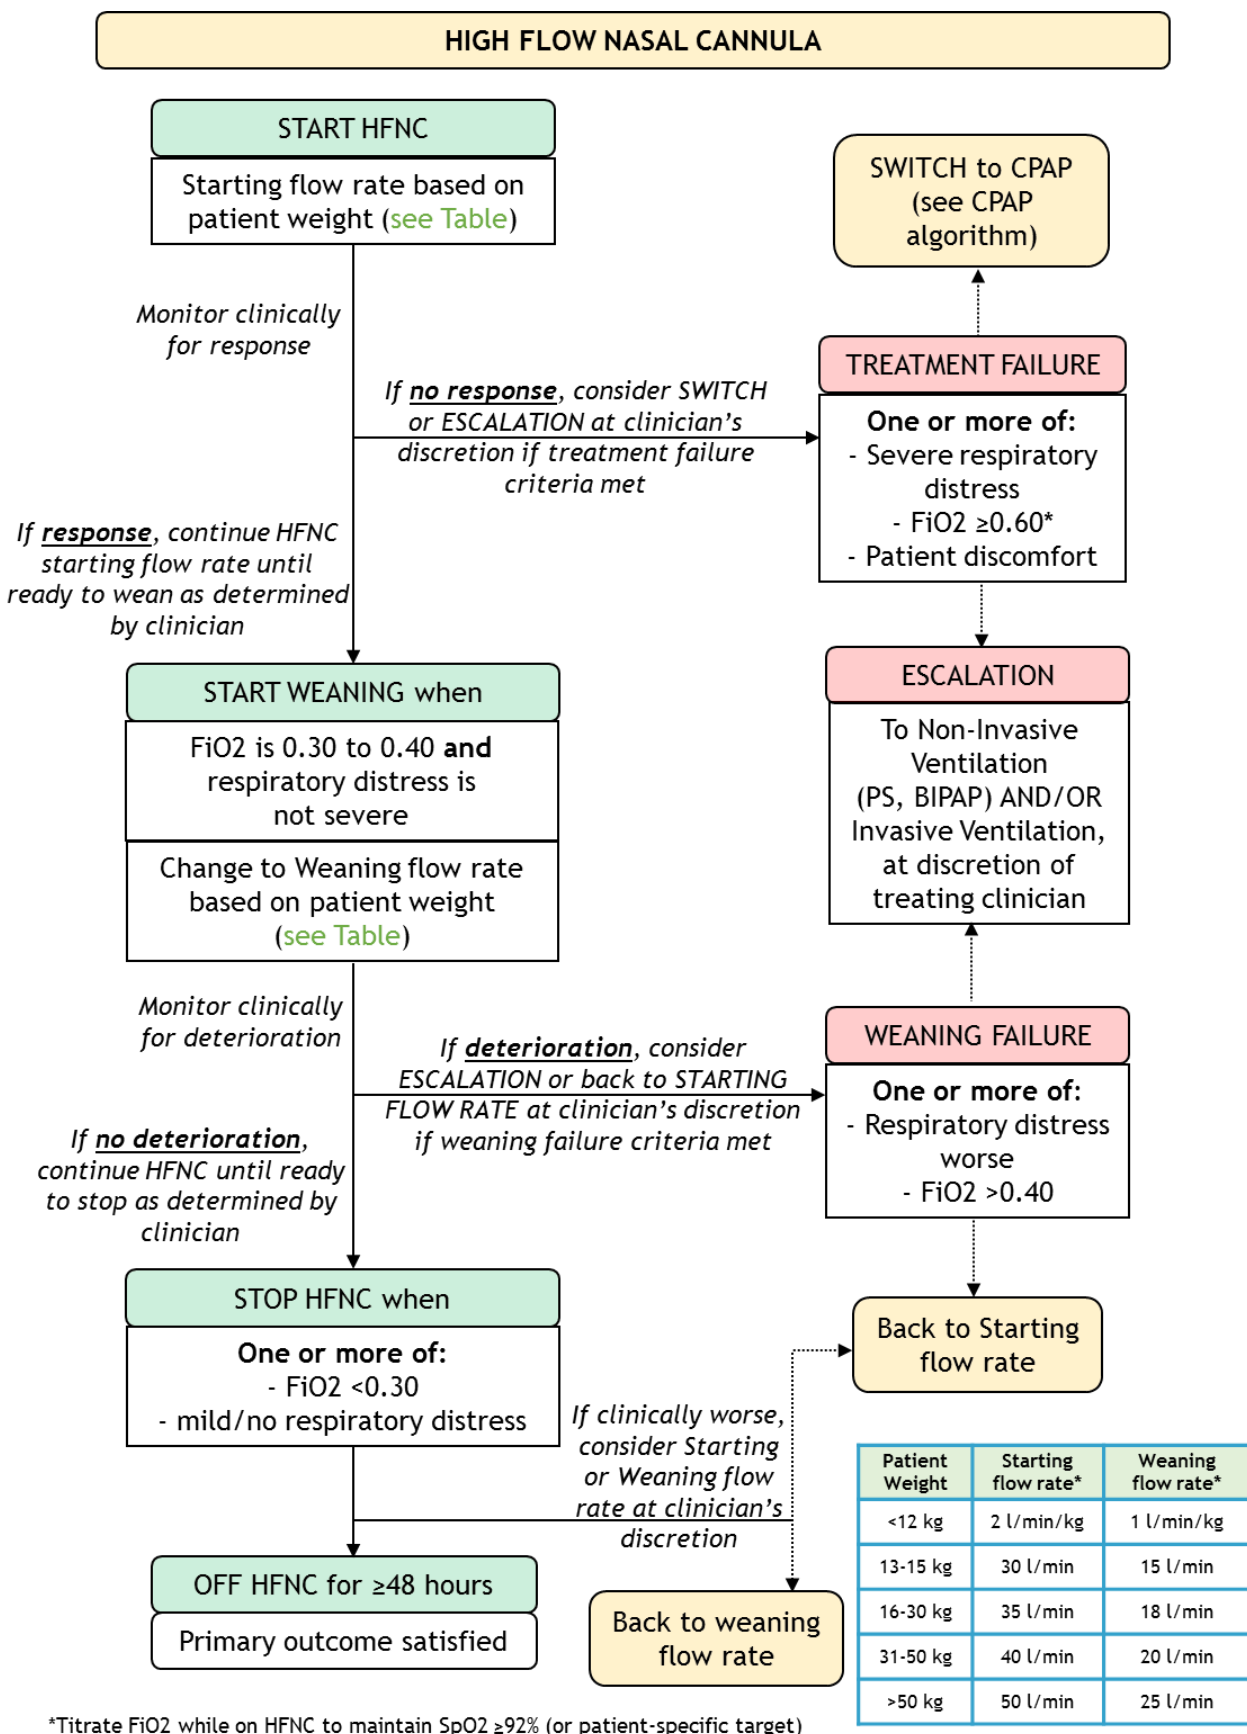 HIGH FLOW NASAL CANNULA
START HFNC
Starting flow rate based on
patient weight (see Table)
Monitor clinically
for response
If no response, consider SWITCH
or ESCALATION at clinician's
discretion if treatment failure
criteria met
SWITCH to CPAP
(see CPAP
algorithm)
TREATMENT FAILURE
One or more of:
- Severe respiratory
distress
- FiO2 ≥0.60*
- Patient discomfort
If response, continue HFNC
starting flow rate until
ready to wean as determined
by clinician
START WEANING when
FiO2 is 0.30 to 0.40 and
respiratory distress is
not severe
Change to Weaning flow rate
based on patient weight
(see Table)
ESCALATION
To Non-Invasive
Ventilation
(PS, BIPAP) AND/OR
Invasive Ventilation,
at discretion of
treating clinician
Monitor clinically
for deterioration
If deterioration, consider
ESCALATION or back to STARTING
FLOW RATE at clinician's discretion
if weaning failure criteria met
WEANING FAILURE
One or more of:
- Respiratory distress
worse
- FiO2 >0.40
If no deterioration,
continue HFNC until ready
to stop as determined by
clinician
STOP HFNC when
One or more of:
- FiO2 <0.30
- mild/no respiratory distress
Back to Starting
flow rate
If clinically worse,
consider Starting
or Weaning flow
rate at clinician's
discretion
OFF HFNC for ≥48 hours
Primary outcome satisfied
Back to weaning
flow rate
Patient Weight Starting flow rate* Weaning flow rate*
<12 kg 2 l/min/kg 1 l/min/kg
13-15 kg 30 l/min 15 l/min
16-30 kg 35 l/min 18 l/min
31-50 kg 40 l/min 20 l/min
>50 kg 50 l/min 25 l/min
*Titrate FiO2 while on HFNC to maintain SpO2 ≥92% (or patient-specific target)